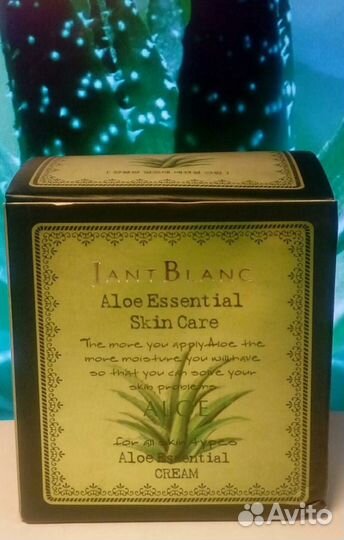 JANT BLANC
Aloe Essential
Skin Care
The more you apply Aloe the
more moisture you will have
so that you can solve your
skin problems
ALOE
for all skin types
Aloe Essential
CREAM
Avito